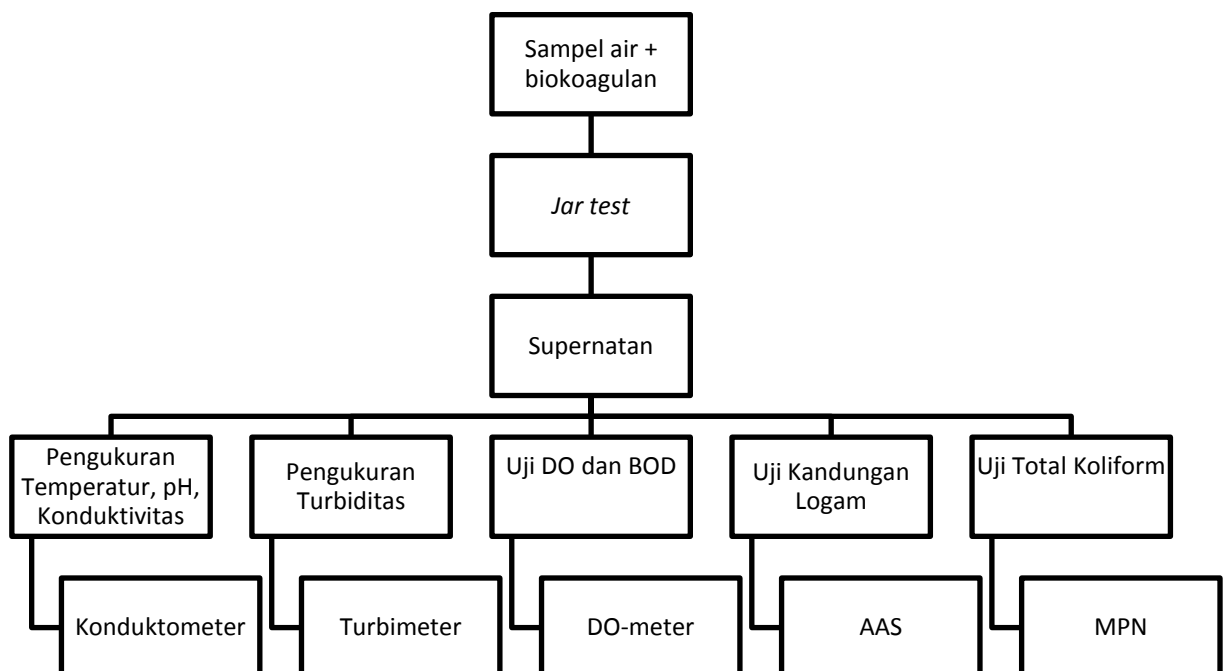 Sampel air +
biokoagulan
Jar test
Supernatan
Pengukuran
Temperatur, pH,
Konduktivitas
Pengukuran
Turbiditas
Uji DO dan BOD
Uji Kandungan
Logam
Uji Total Koliform
Konduktometer
Turbimeter
DO-meter
AAS
MPN